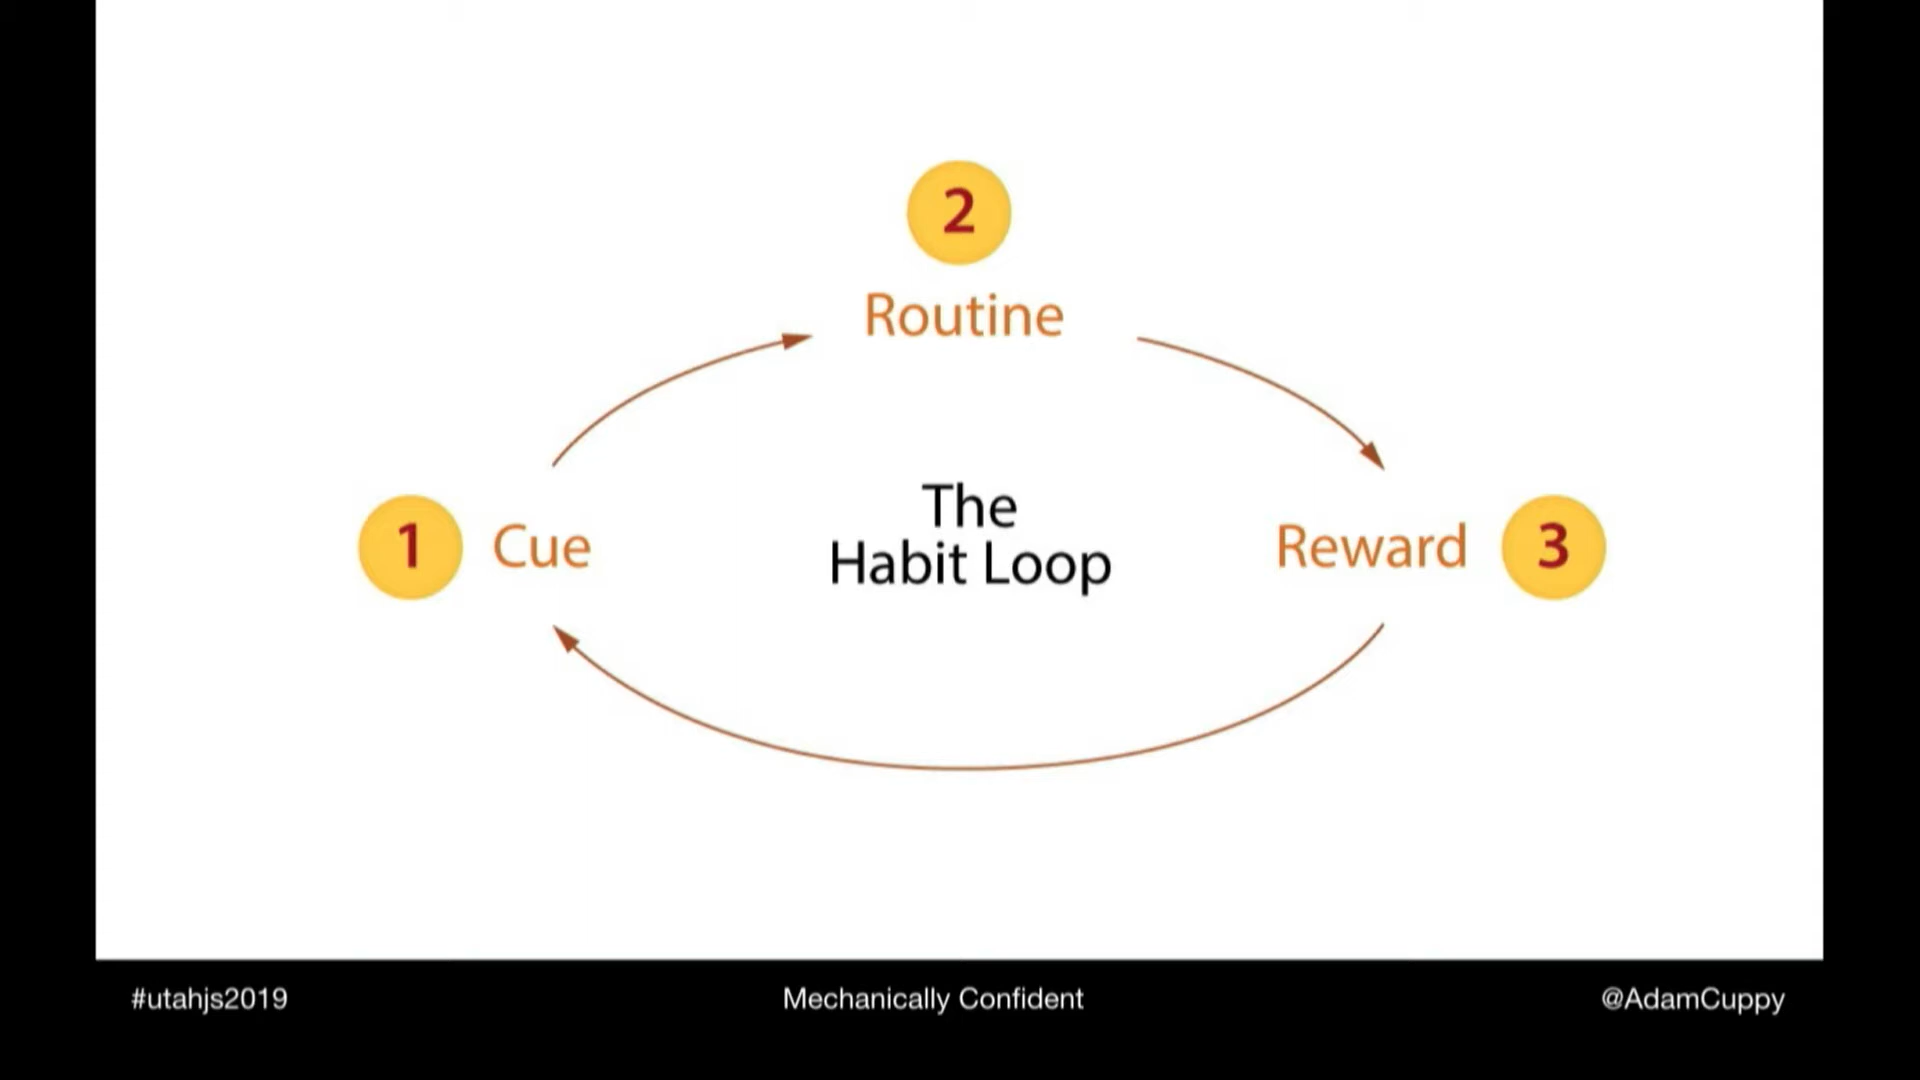 2
Routine
1 Cue
The
Habit Loop
Reward 3
#utahjs2019
Mechanically Confident
@AdamCuppy